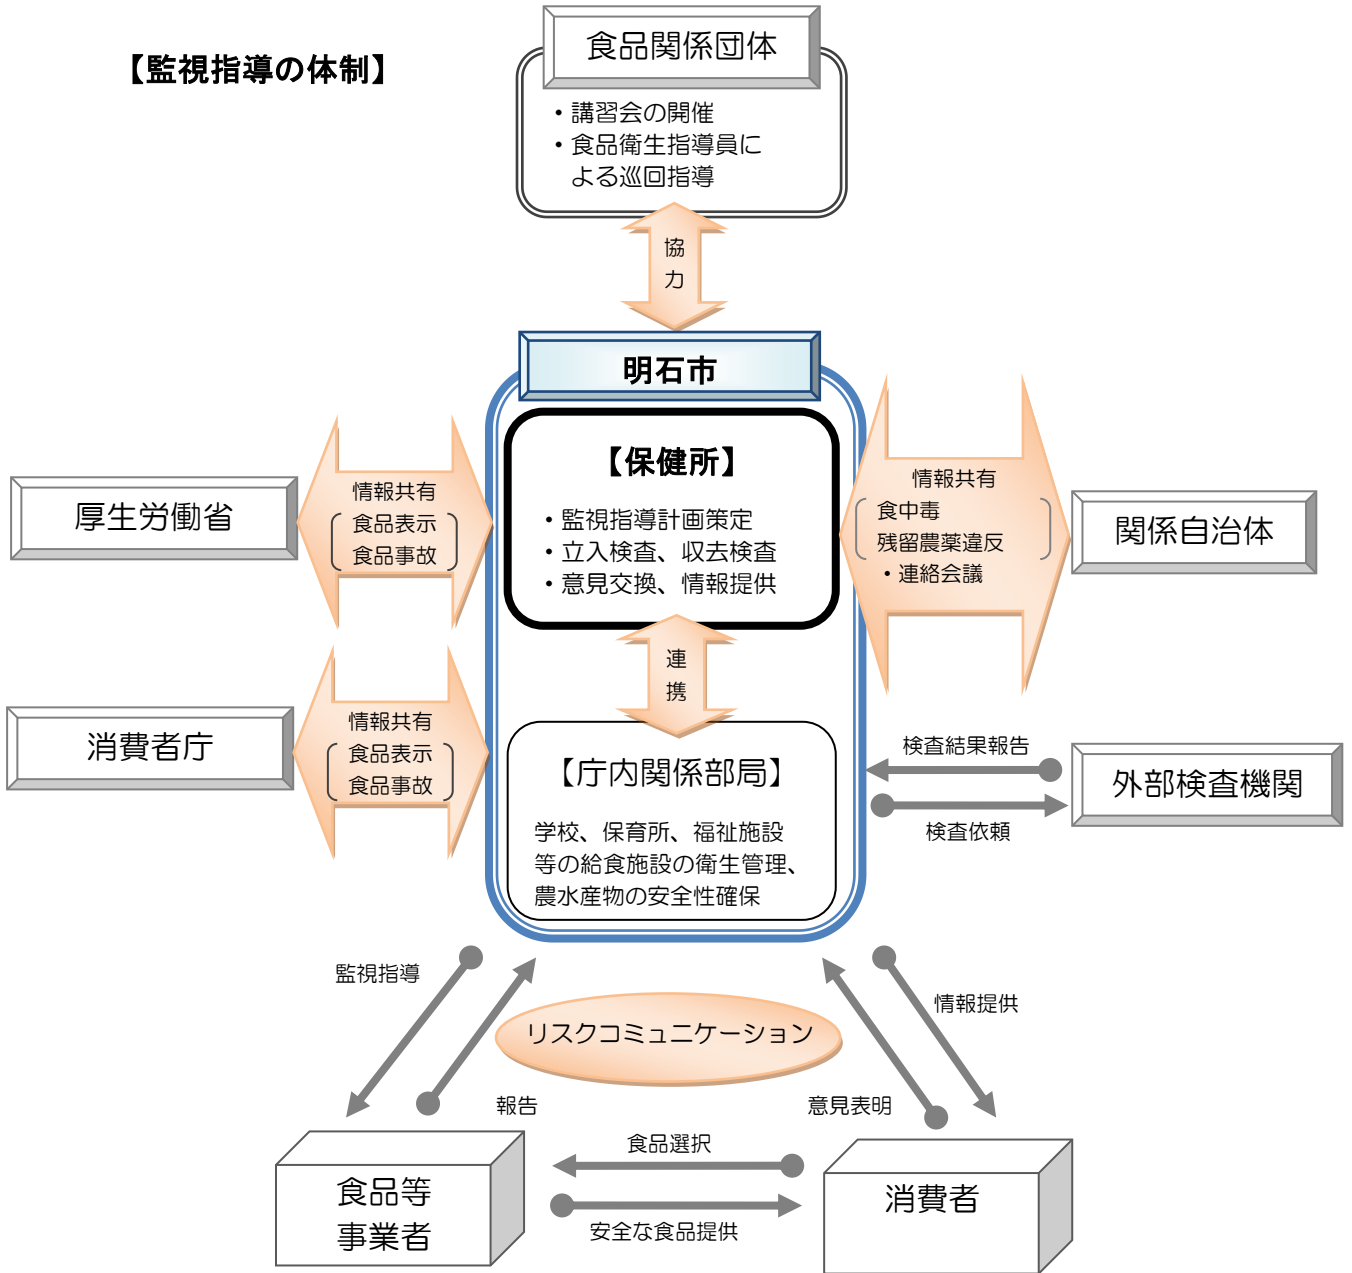 【監視指導の体制】
食品関係団体
・講習会の開催
・食品衛生指導員に
よる巡回指導
協
力
明石市
【保健所】
・監視指導計画策定
・立入検査、収去検査
・意見交換、情報提供
厚生労働省
情報共有
食品表示
食品事故
情報共有
食中毒
残留農薬違反
・連絡会議
関係自治体
連
携
消費者庁
情報共有
食品表示
食品事故
【庁内関係部局】
学校、保育所、福祉施設
等の給食施設の衛生管理、
農水産物の安全性確保
検査結果報告
検査依頼
外部検査機関
監視指導
報告
リスクコミュニケーション
意見表明
情報提供
食品等
事業者
食品選択
安全な食品提供
消費者